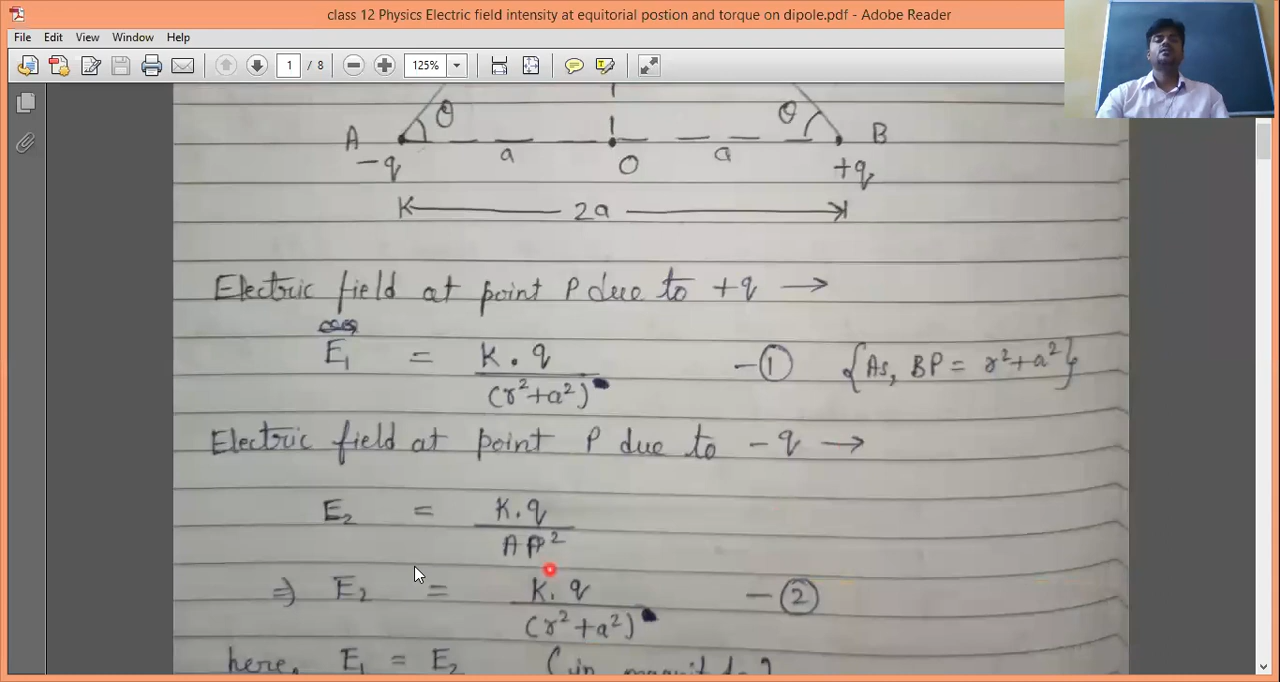 class 12 Physics Electric field intensity at equitorial postion and torque on dipole.pdf - Adobe Reader
File Edit View Window Help
1 / 8 125%
θ θ
A B
a O a
-q +q
2a
Electric field at point P due to +q →
E₁ = K.q / (r²+a²) -① {As, BP = r²+a²}
Electric field at point P due to -q →
E₂ = K.q / AP²
⇒ E₂ = K.q / (r²+a²) -②
here, E₁ = E₂ (in